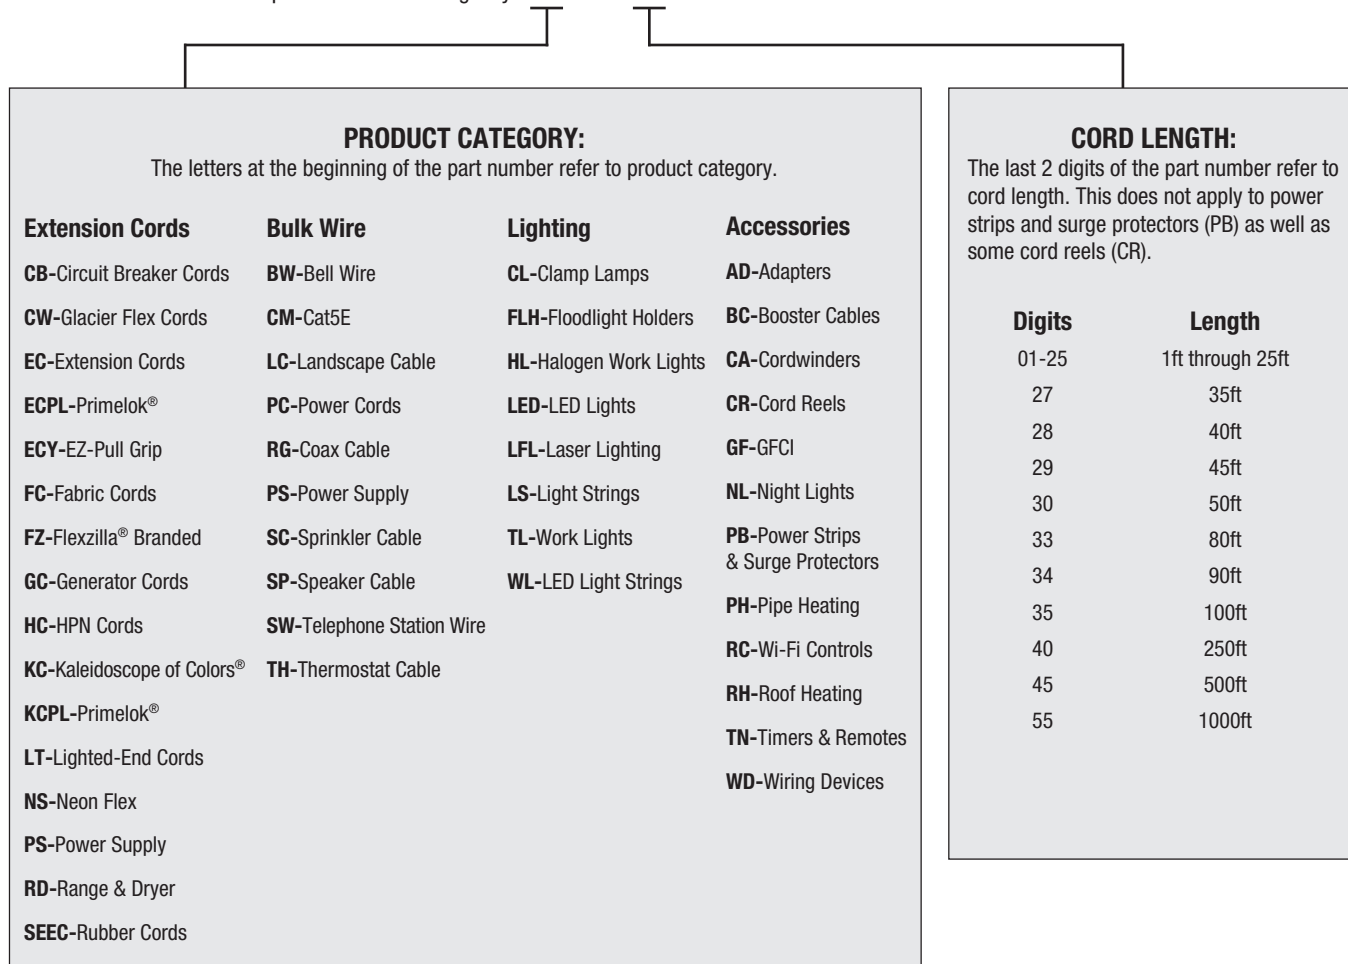 PRODUCT CATEGORY:
The letters at the beginning of the part number refer to product category.
Extension Cords
CB-Circuit Breaker Cords
CW-Glacier Flex Cords
EC-Extension Cords
ECPL-Primelok®
ECY-EZ-Pull Grip
FC-Fabric Cords
FZ-Flexzilla® Branded
GC-Generator Cords
HC-HPN Cords
KC-Kaleidoscope of Colors®
KCPL-Primelok®
LT-Lighted-End Cords
NS-Neon Flex
PS-Power Supply
RD-Range & Dryer
SEEC-Rubber Cords
Bulk Wire
BW-Bell Wire
CM-Cat5E
LC-Landscape Cable
PC-Power Cords
RG-Coax Cable
PS-Power Supply
SC-Sprinkler Cable
SP-Speaker Cable
SW-Telephone Station Wire
TH-Thermostat Cable
Lighting
CL-Clamp Lamps
FLH-Floodlight Holders
HL-Halogen Work Lights
LED-LED Lights
LFL-Laser Lighting
LS-Light Strings
TL-Work Lights
WL-LED Light Strings
Accessories
AD-Adapters
BC-Booster Cables
CA-Cordwinders
CR-Cord Reels
GF-GFCI
NL-Night Lights
PB-Power Strips
& Surge Protectors
PH-Pipe Heating
RC-Wi-Fi Controls
RH-Roof Heating
TN-Timers & Remotes
WD-Wiring Devices
CORD LENGTH:
The last 2 digits of the part number refer to
cord length. This does not apply to power
strips and surge protectors (PB) as well as
some cord reels (CR).
Digits Length
01-25 1ft through 25ft
27 35ft
28 40ft
29 45ft
30 50ft
33 80ft
34 90ft
35 100ft
40 250ft
45 500ft
55 1000ft